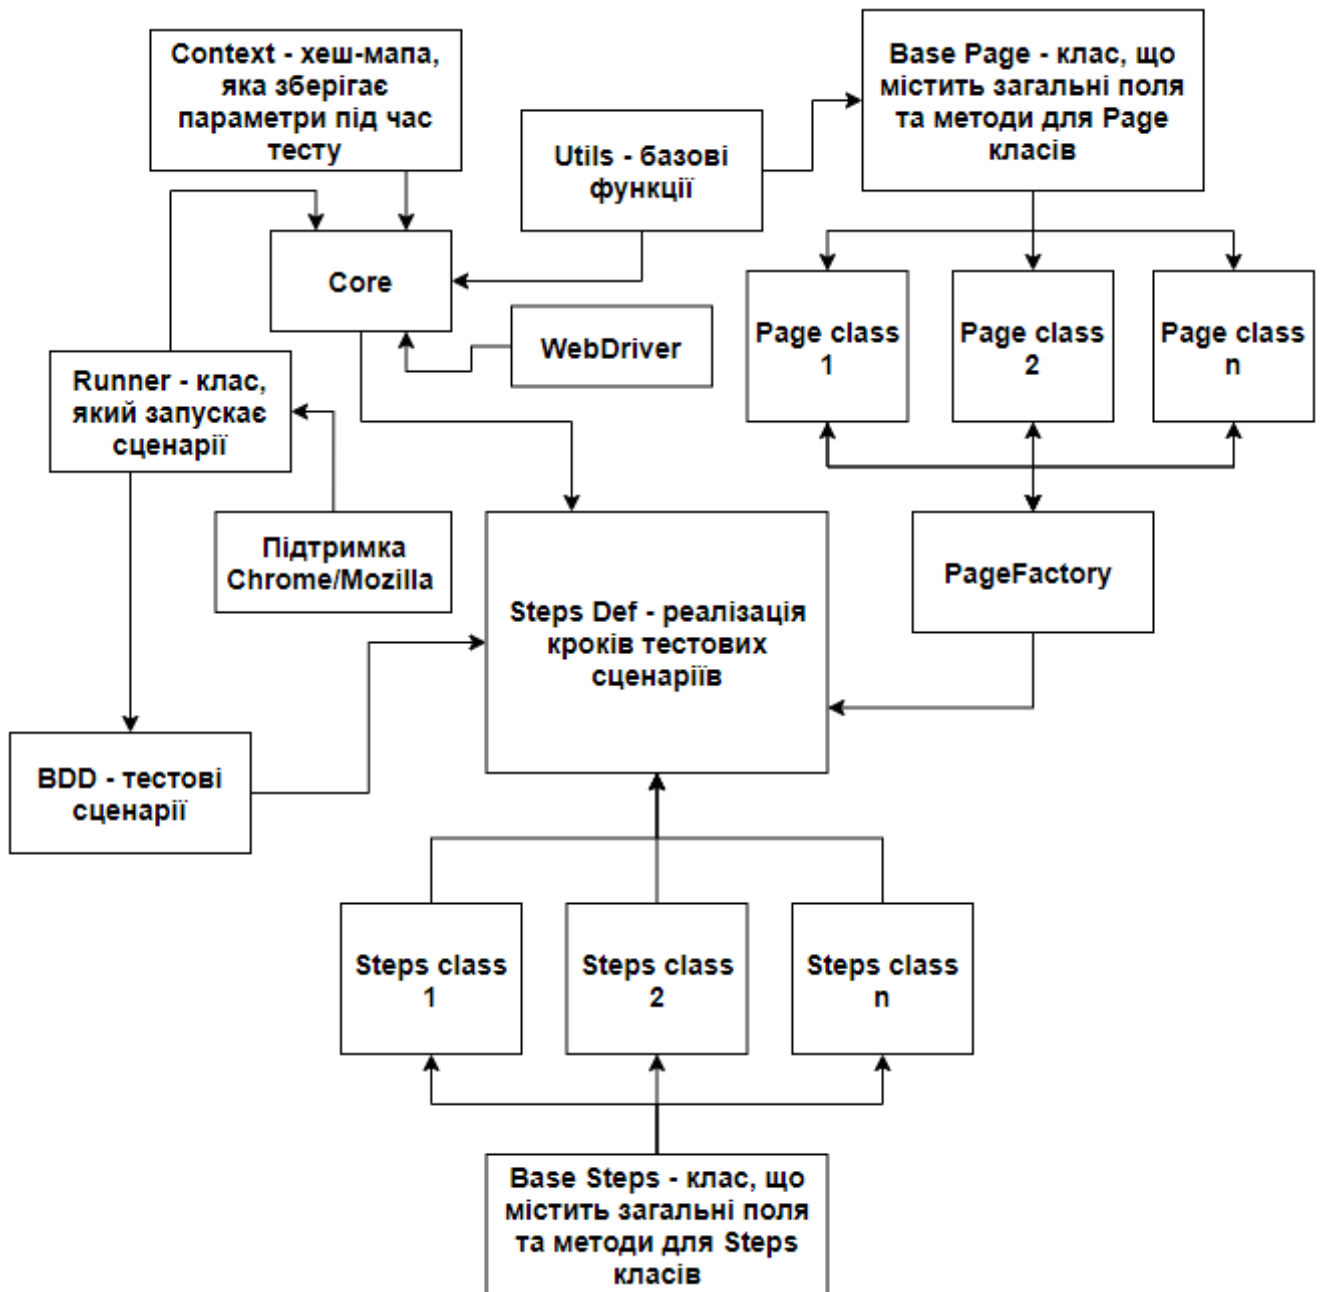 Context - хеш-мапа,
яка зберігає
параметри під час
тесту
Base Page - клас, що
містить загальні поля
та методи для Page
класів
Utils - базові
функції
Core
WebDriver
Page class
1
Page class
2
Page class
n
Runner - клас,
який запускає
сценарії
Підтримка
Chrome/Mozilla
PageFactory
Steps Def - реалізація
кроків тестових
сценаріїв
BDD - тестові
сценарії
Steps class
1
Steps class
2
Steps class
n
Base Steps - клас, що
містить загальні поля
та методи для Steps
класів